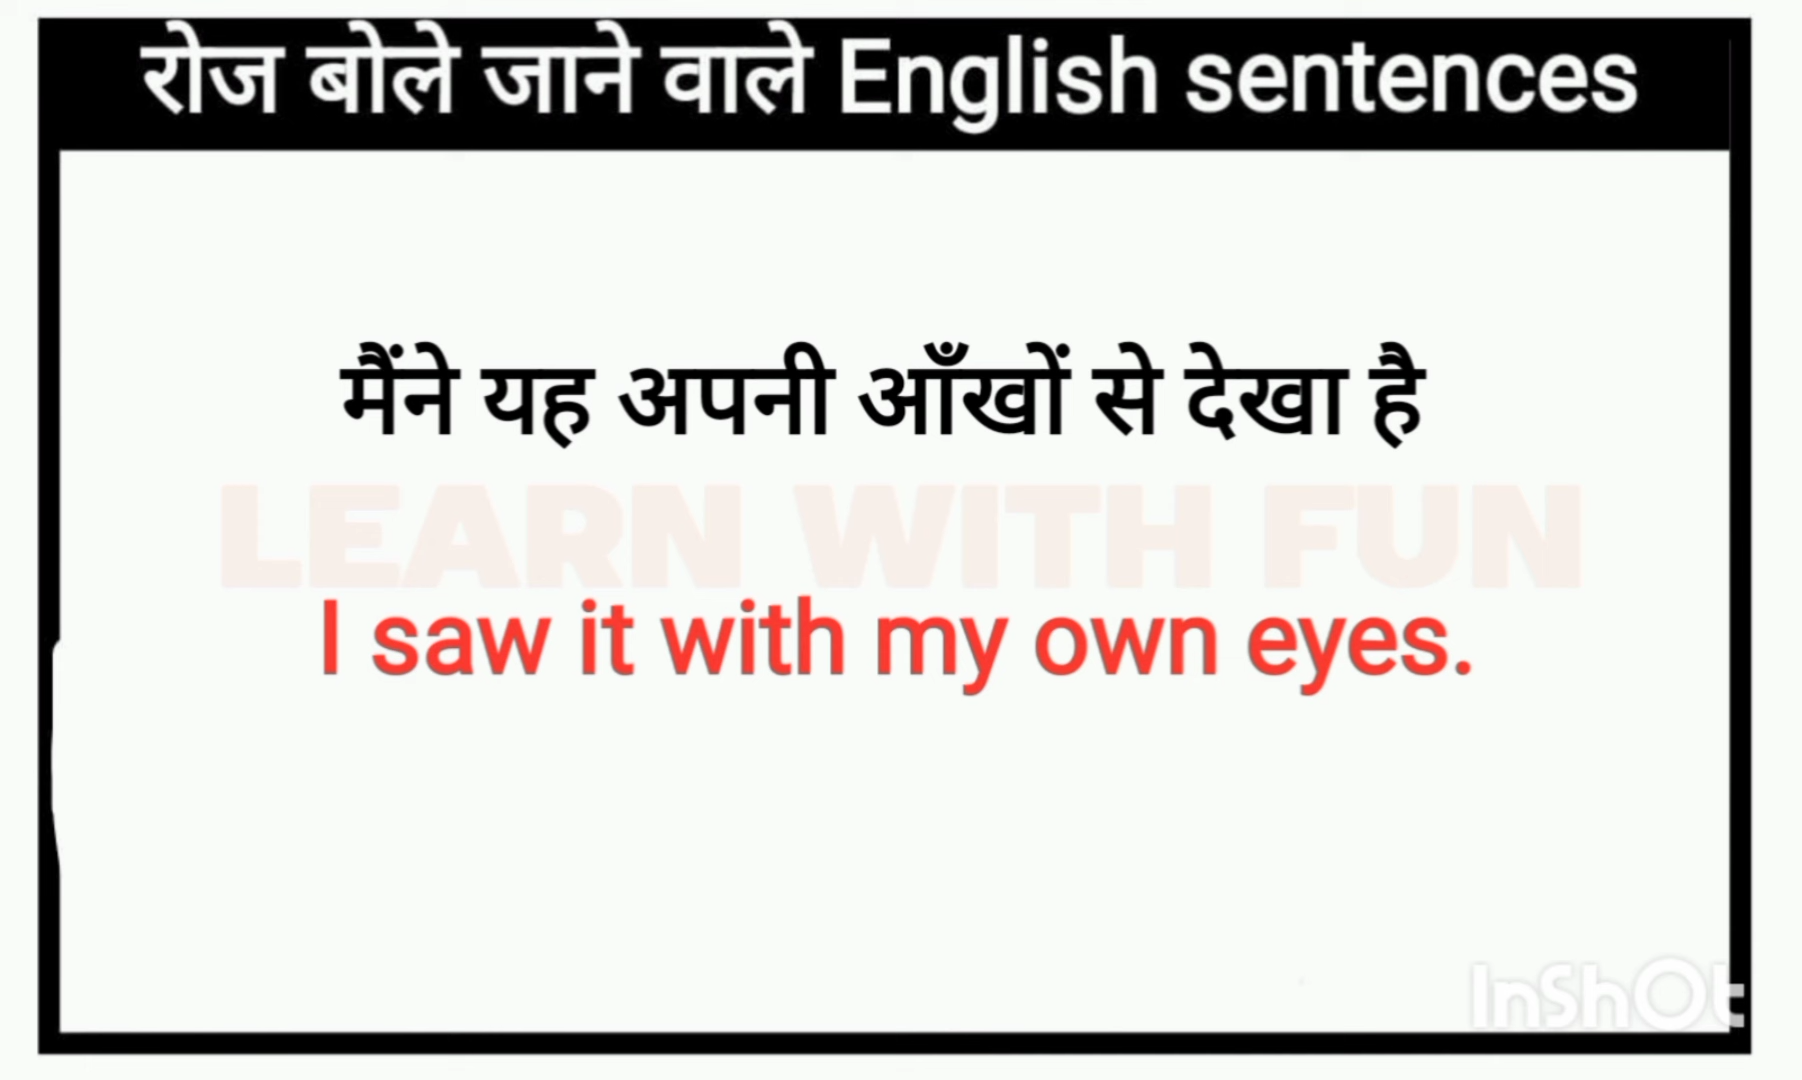 रोज बोले जाने वाले English sentences
मैंने यह अपनी आँखों से देखा है
LEARN WITH FUN
I saw it with my own eyes.
InShOt